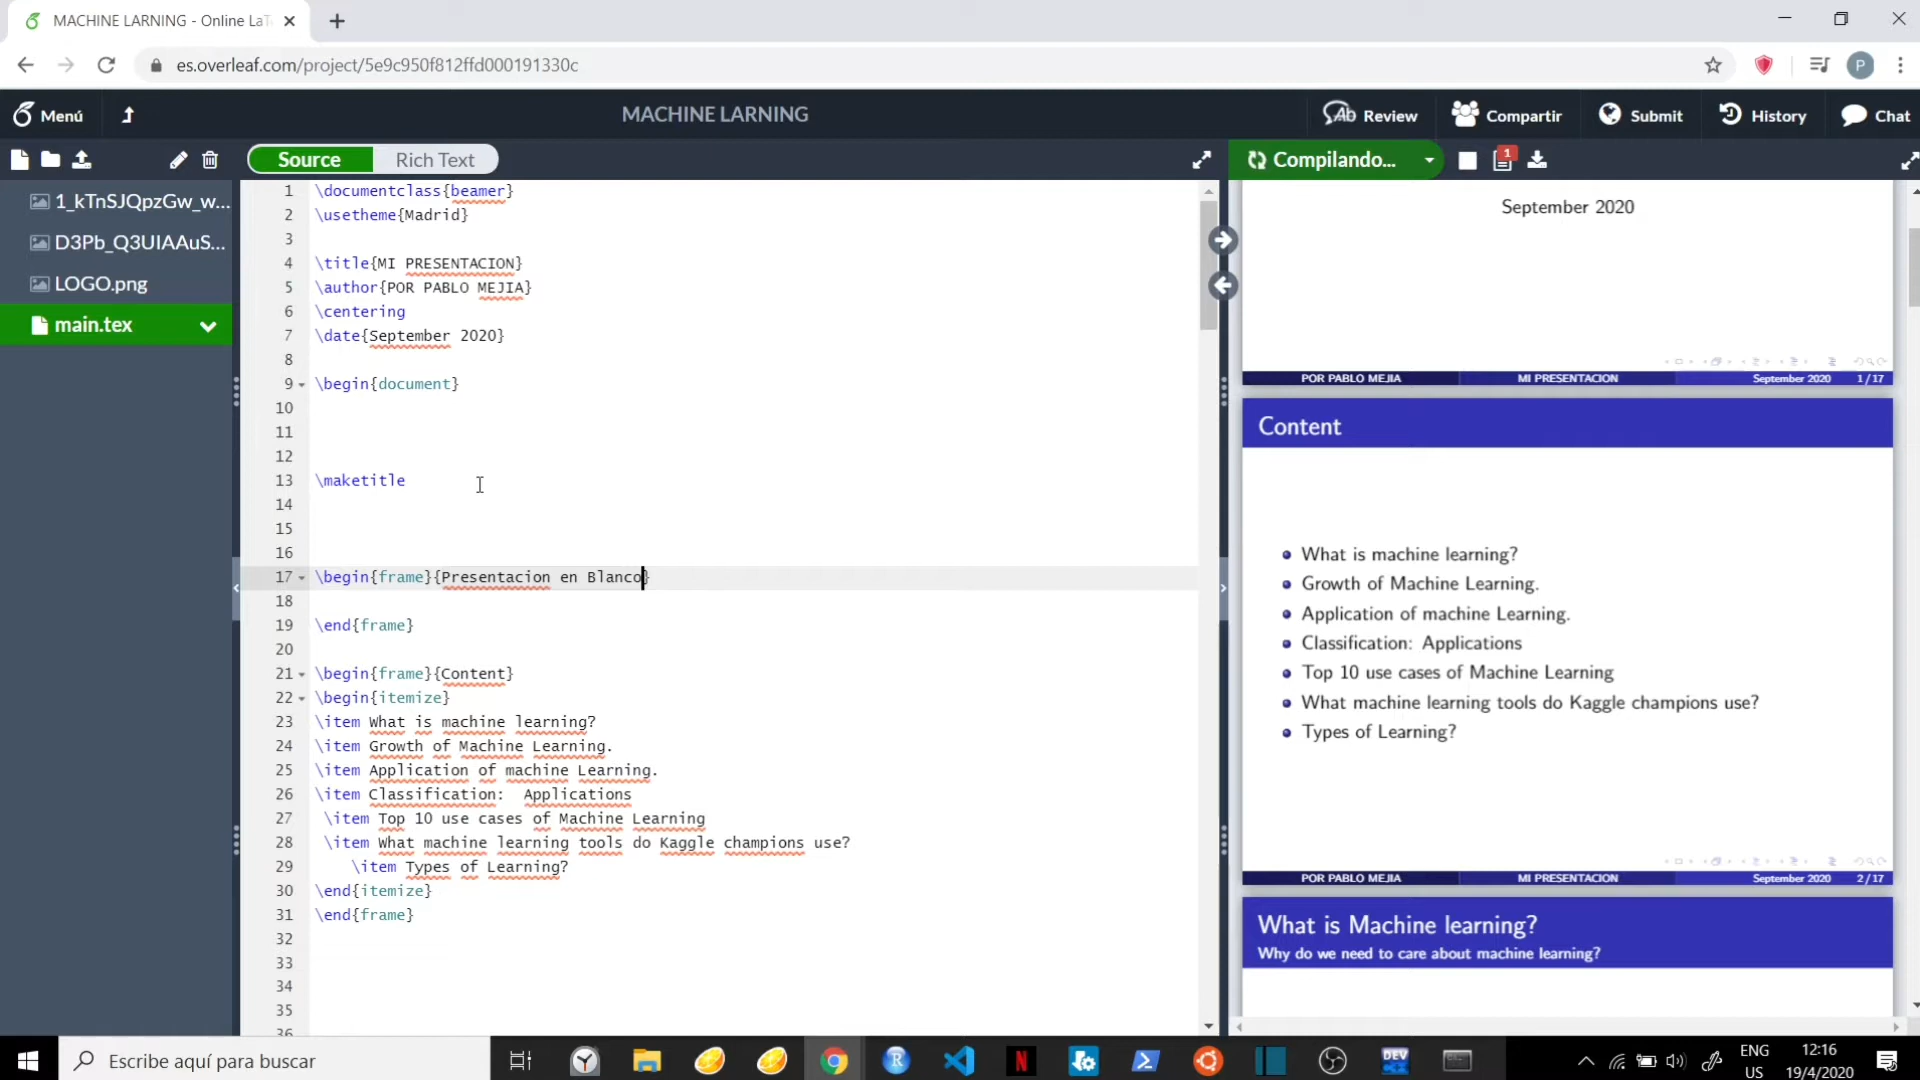 MACHINE LARNING - Online LaT
es.overleaf.com/project/5e9c950f812ffd000191330c
P
Menú
MACHINE LARNING
Review
Compartir
Submit
History
Chat
Source
Rich Text
Compilando...
1
1_kTnSJQpzGw_w...
D3Pb_Q3UIAAuS...
LOGO.png
main.tex
1 \documentclass{beamer}
2 \usetheme{Madrid}
3
4 \title{MI PRESENTACION}
5 \author{POR PABLO MEJIA}
6 \centering
7 \date{September 2020}
8
9 \begin{document}
10
11
12
13 \maketitle
14
15
16
17 \begin{frame}{Presentacion en Blanco}
18
19 \end{frame}
20
21 \begin{frame}{Content}
22 \begin{itemize}
23 \item What is machine learning?
24 \item Growth of Machine Learning.
25 \item Application of machine Learning.
26 \item Classification:  Applications
27 \item Top 10 use cases of Machine Learning
28 \item What machine learning tools do Kaggle champions use?
29 \item Types of Learning?
30 \end{itemize}
31 \end{frame}
32
33
34
35
36
September 2020
POR PABLO MEJIA MI PRESENTACION September 2020 1 / 17
Content
What is machine learning?
Growth of Machine Learning.
Application of machine Learning.
Classification: Applications
Top 10 use cases of Machine Learning
What machine learning tools do Kaggle champions use?
Types of Learning?
POR PABLO MEJIA MI PRESENTACION September 2020 2 / 17
What is Machine learning?
Why do we need to care about machine learning?
Escribe aquí para buscar
R
N
DEV
ENG
US
12:16
19/4/2020